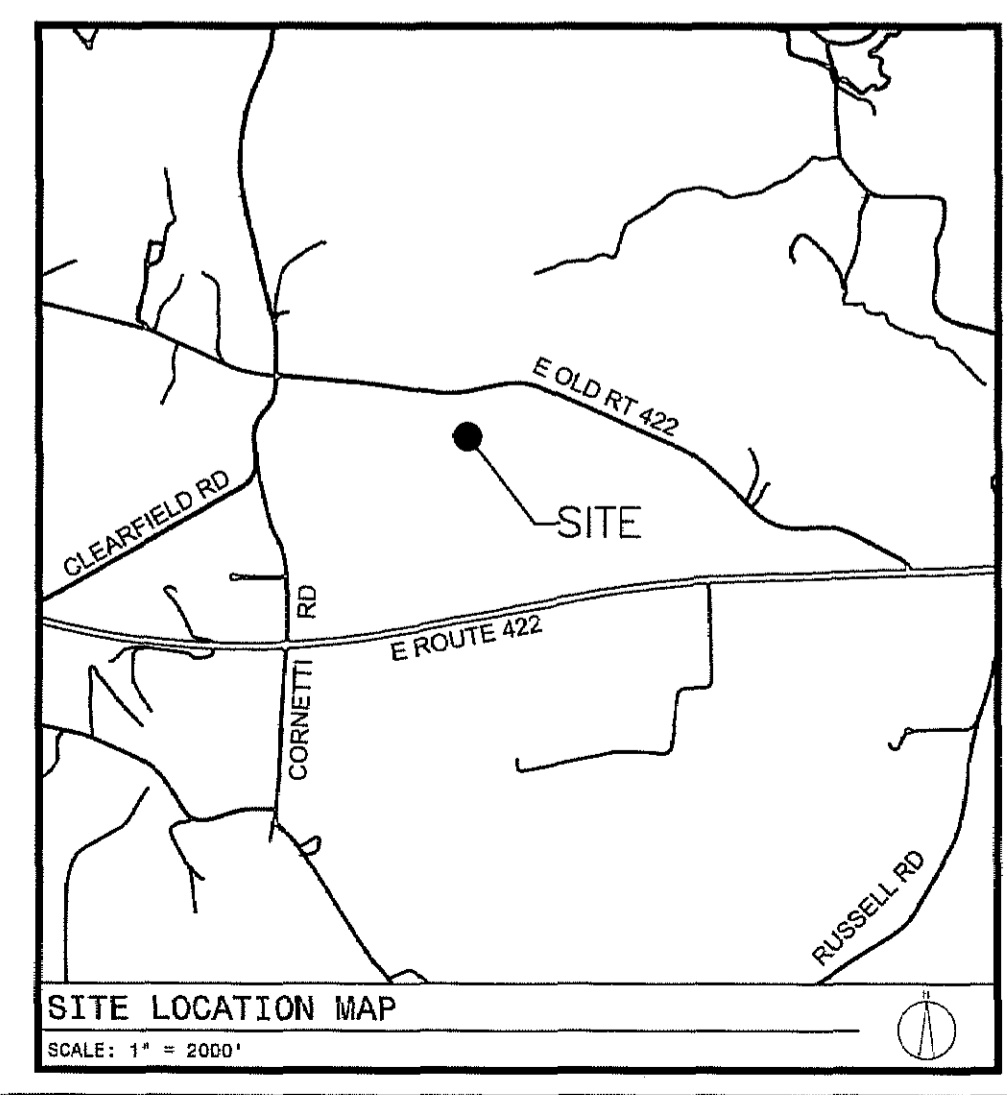 E OLD RT 422
CLEARFIELD RD
SITE
CORNETTI RD
E ROUTE 422
RUSSELL RD
SITE LOCATION MAP
N
SCALE: 1" = 2000'